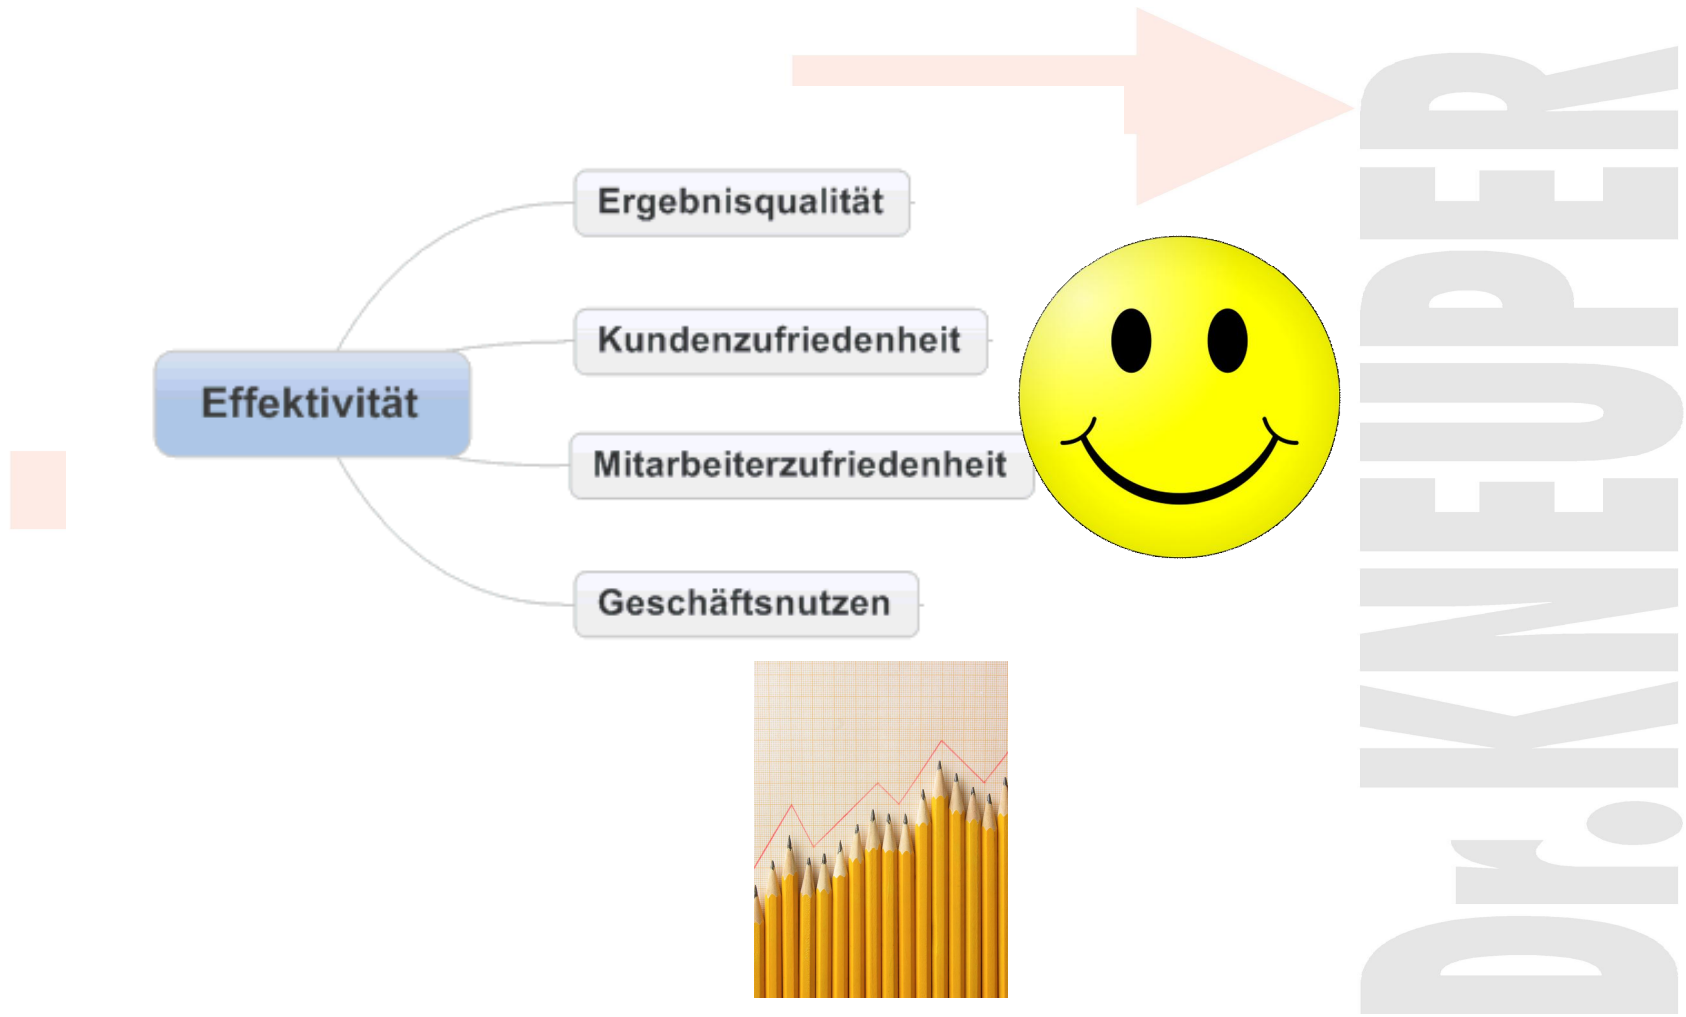 Ergebnisqualität
Kundenzufriedenheit
Effektivität
Mitarbeiterzufriedenheit
Geschäftsnutzen
Dr. KNEUPER